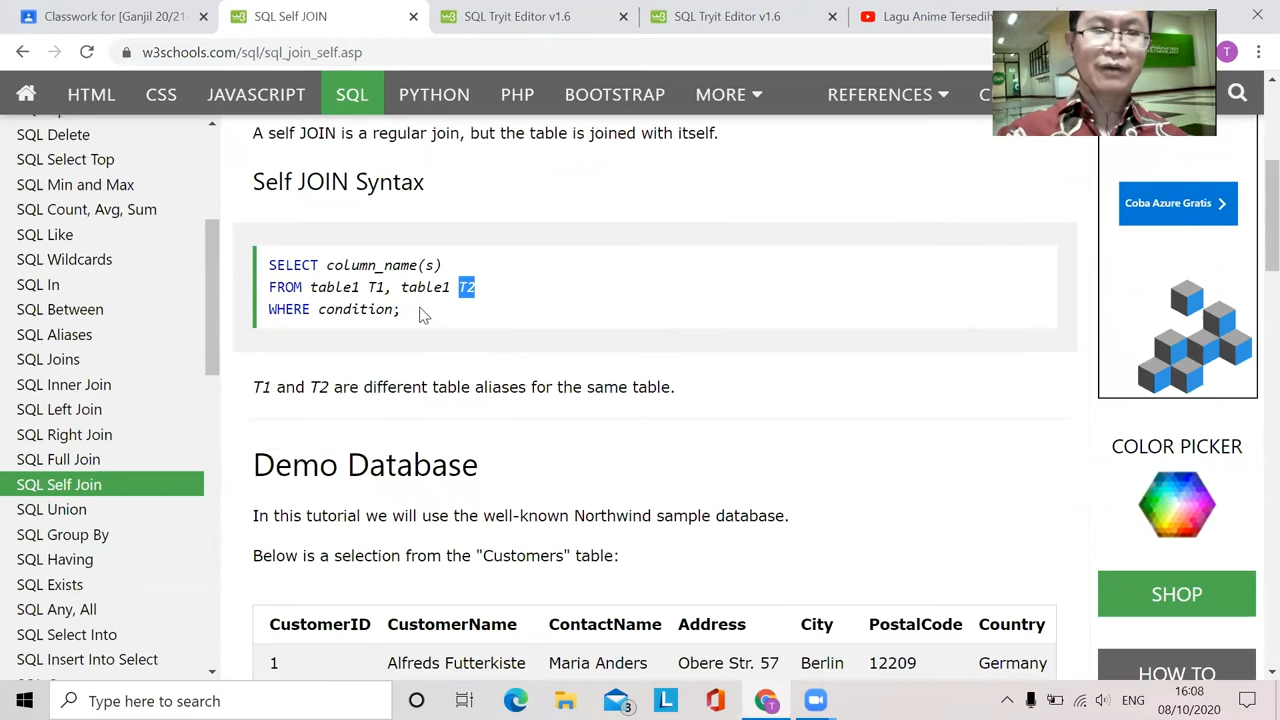 Classwork for [Ganjil 20/21
SQL Self JOIN
SQL Tryit Editor v1.6
SQL Tryit Editor v1.6
Lagu Anime Tersedih
w3schools.com/sql/sql_join_self.asp
T
HTML
CSS
JAVASCRIPT
SQL
PYTHON
PHP
BOOTSTRAP
MORE
REFERENCES
SQL Delete
SQL Select Top
SQL Min and Max
SQL Count, Avg, Sum
SQL Like
SQL Wildcards
SQL In
SQL Between
SQL Aliases
SQL Joins
SQL Inner Join
SQL Left Join
SQL Right Join
SQL Full Join
SQL Self Join
SQL Union
SQL Group By
SQL Having
SQL Exists
SQL Any, All
SQL Select Into
SQL Insert Into Select
A self JOIN is a regular join, but the table is joined with itself.
Self JOIN Syntax
SELECT column_name(s)
FROM table1 T1, table1 T2
WHERE condition;
T1 and T2 are different table aliases for the same table.
Demo Database
In this tutorial we will use the well-known Northwind sample database.
Below is a selection from the "Customers" table:
CustomerID CustomerName ContactName Address City PostalCode Country
1 Alfreds Futterkiste Maria Anders Obere Str. 57 Berlin 12209 Germany
Coba Azure Gratis
COLOR PICKER
SHOP
HOW TO
Type here to search
3
L
T
ENG
16:08
08/10/2020